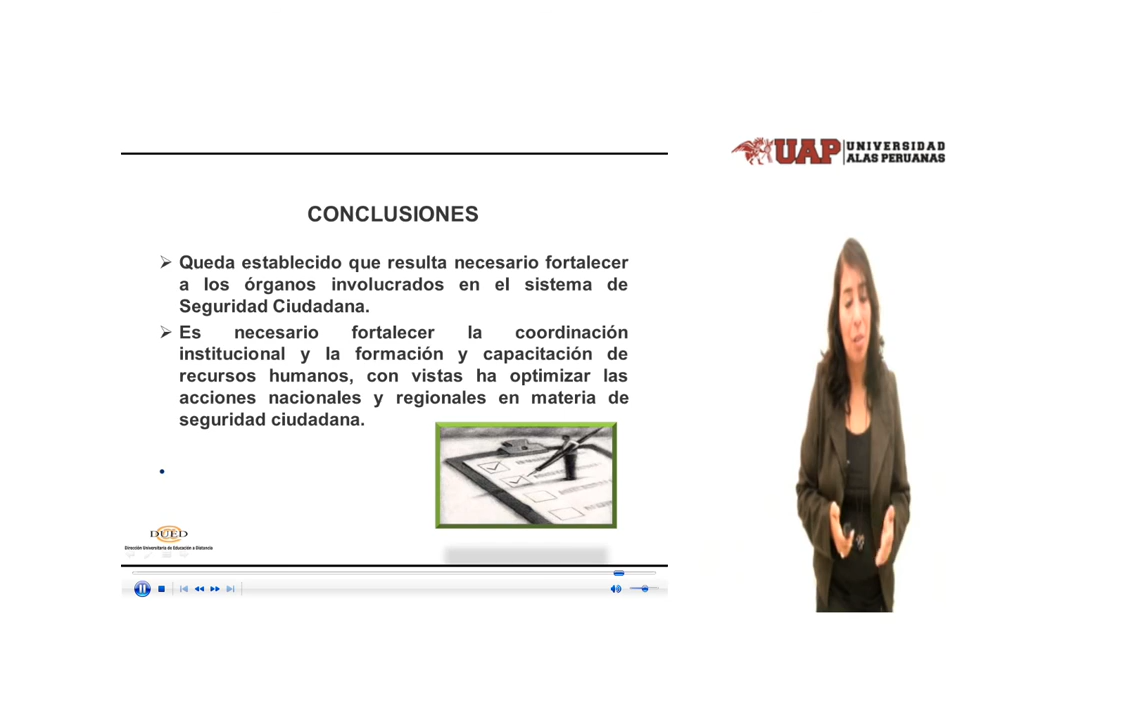 UAP UNIVERSIDAD
ALAS PERUANAS
CONCLUSIONES
Queda establecido que resulta necesario fortalecer
a los órganos involucrados en el sistema de
Seguridad Ciudadana.
Es necesario fortalecer la coordinación
institucional y la formación y capacitación de
recursos humanos, con vistas ha optimizar las
acciones nacionales y regionales en materia de
seguridad ciudadana.
DUED
Dirección Universitaria de Educación a Distancia